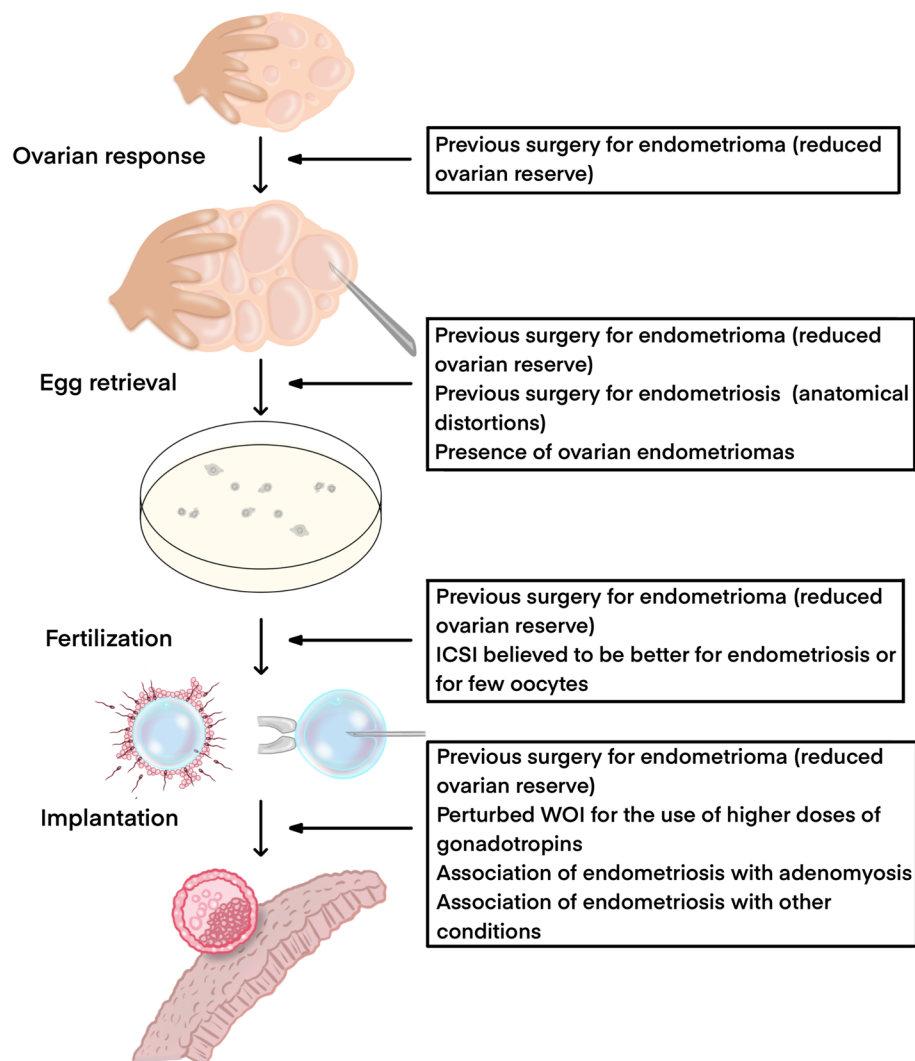 Ovarian response
Previous surgery for endometrioma (reduced
ovarian reserve)
Egg retrieval
Previous surgery for endometrioma (reduced
ovarian reserve)
Previous surgery for endometriosis (anatomical
distortions)
Presence of ovarian endometriomas
Fertilization
Previous surgery for endometrioma (reduced
ovarian reserve)
ICSI believed to be better for endometriosis or
for few oocytes
Implantation
Previous surgery for endometrioma (reduced
ovarian reserve)
Perturbed WOI for the use of higher doses of
gonadotropins
Association of endometriosis with adenomyosis
Association of endometriosis with other
conditions